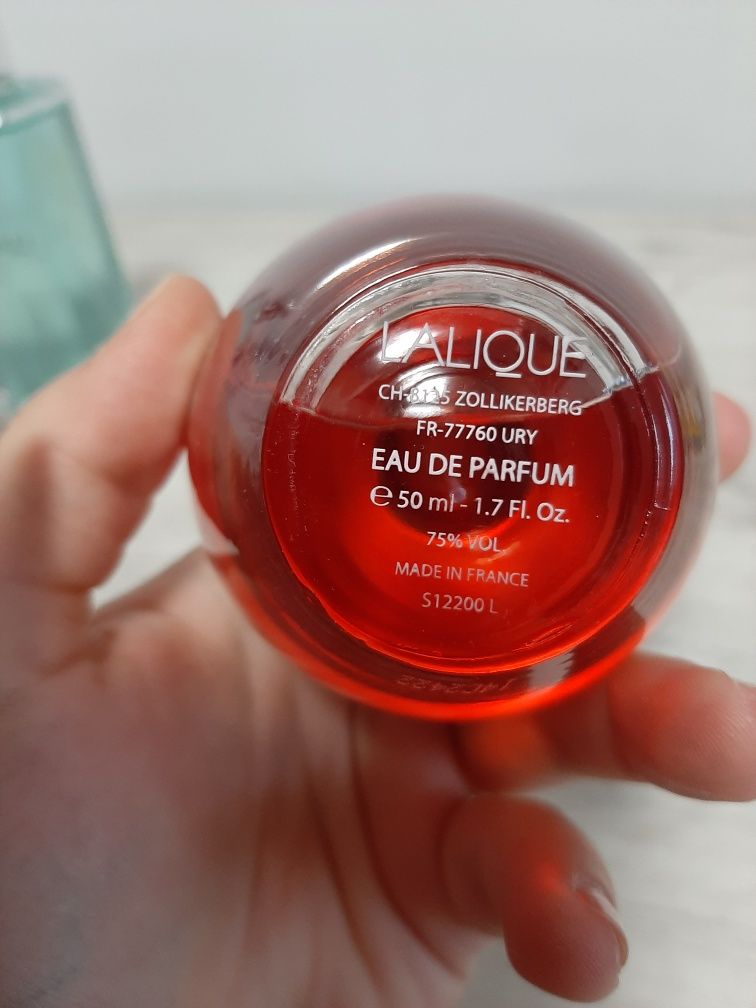 LALIQUE
CH-8125 ZOLLIKERBERG
FR-77760 URY
EAU DE PARFUM
℮ 50 ml - 1.7 Fl. Oz.
75% VOL.
MADE IN FRANCE
S12200 L